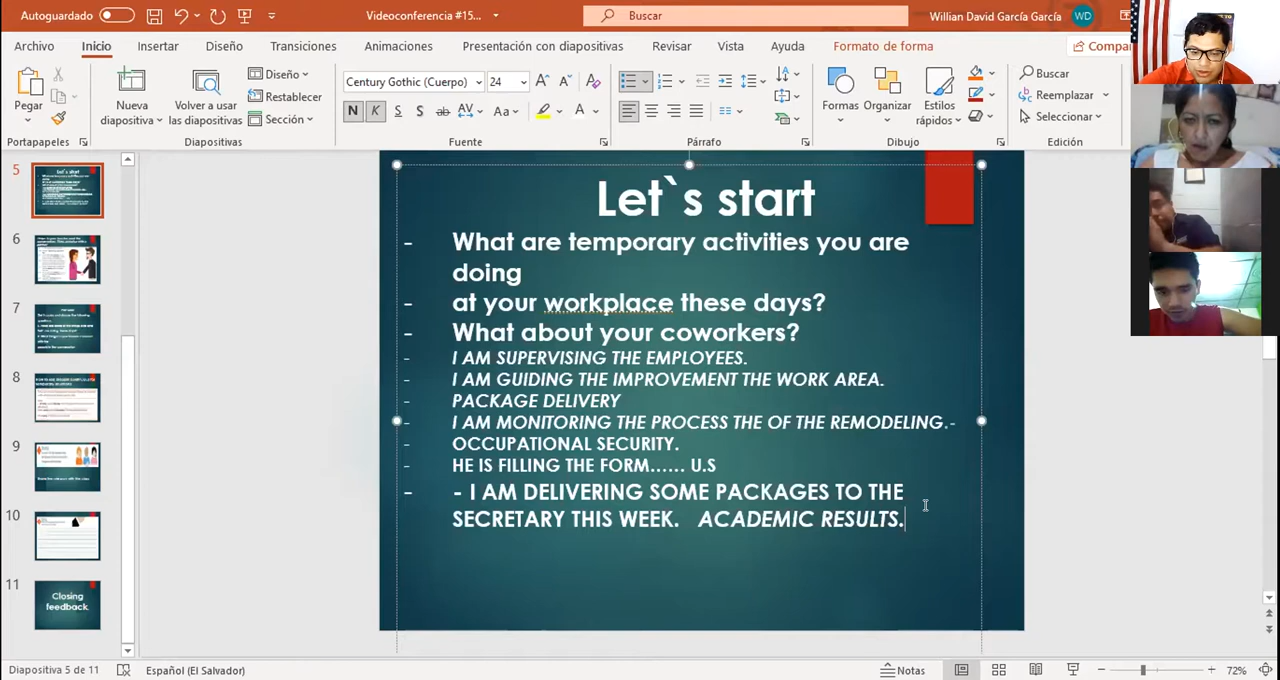 Autoguardado
Videoconferencia #15...
Buscar
Willian David García García
WD
Archivo Inicio Insertar Diseño Transiciones Animaciones Presentación con diapositivas Revisar Vista Ayuda Formato de forma
Pegar
Nueva diapositiva
Volver a usar las diapositivas
Diseño
Restablecer
Sección
Century Gothic (Cuerpo) 24
N K S S ab AV Aa A
Formas
Organizar
Estilos rápidos
Buscar
Reemplazar
Seleccionar
Portapapeles Diapositivas Fuente Párrafo Dibujo Edición
5
6
7
8
9
10
11
Closing
feedback
Let`s start
- What are temporary activities you are
doing
- at your workplace these days?
- What about your coworkers?
- I AM SUPERVISING THE EMPLOYEES.
- I AM GUIDING THE IMPROVEMENT THE WORK AREA.
- PACKAGE DELIVERY
- I AM MONITORING THE PROCESS THE OF THE REMODELING.-
- OCCUPATIONAL SECURITY.
- HE IS FILLING THE FORM...... U.S
- - I AM DELIVERING SOME PACKAGES TO THE
SECRETARY THIS WEEK. ACADEMIC RESULTS.
Diapositiva 5 de 11
Español (El Salvador)
Notas
72%